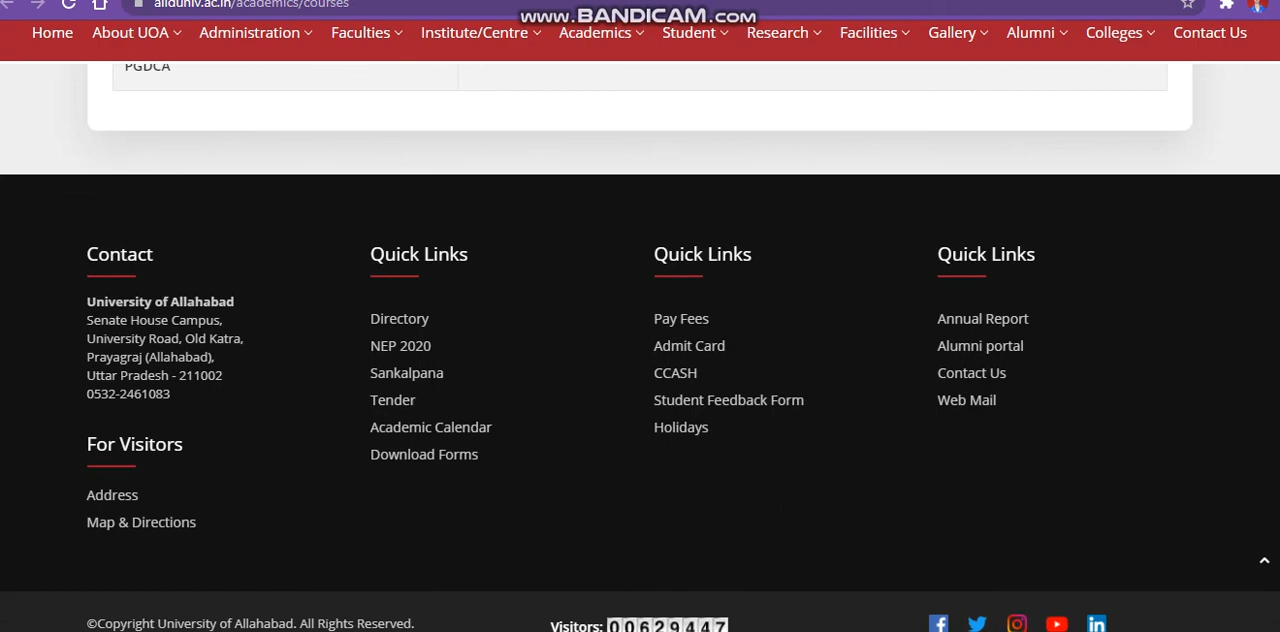 allduniv.ac.in/academics/courses
www.BANDICAM.com
Home About UOA Administration Faculties Institute/Centre Academics Student Research Facilities Gallery Alumni Colleges Contact Us
PGDCA
Contact
University of Allahabad
Senate House Campus,
University Road, Old Katra,
Prayagraj (Allahabad),
Uttar Pradesh - 211002
0532-2461083
For Visitors
Address
Map & Directions
Quick Links
Directory
NEP 2020
Sankalpana
Tender
Academic Calendar
Download Forms
Quick Links
Pay Fees
Admit Card
CCASH
Student Feedback Form
Holidays
Quick Links
Annual Report
Alumni portal
Contact Us
Web Mail
©Copyright University of Allahabad. All Rights Reserved.
Visitors: 00629447